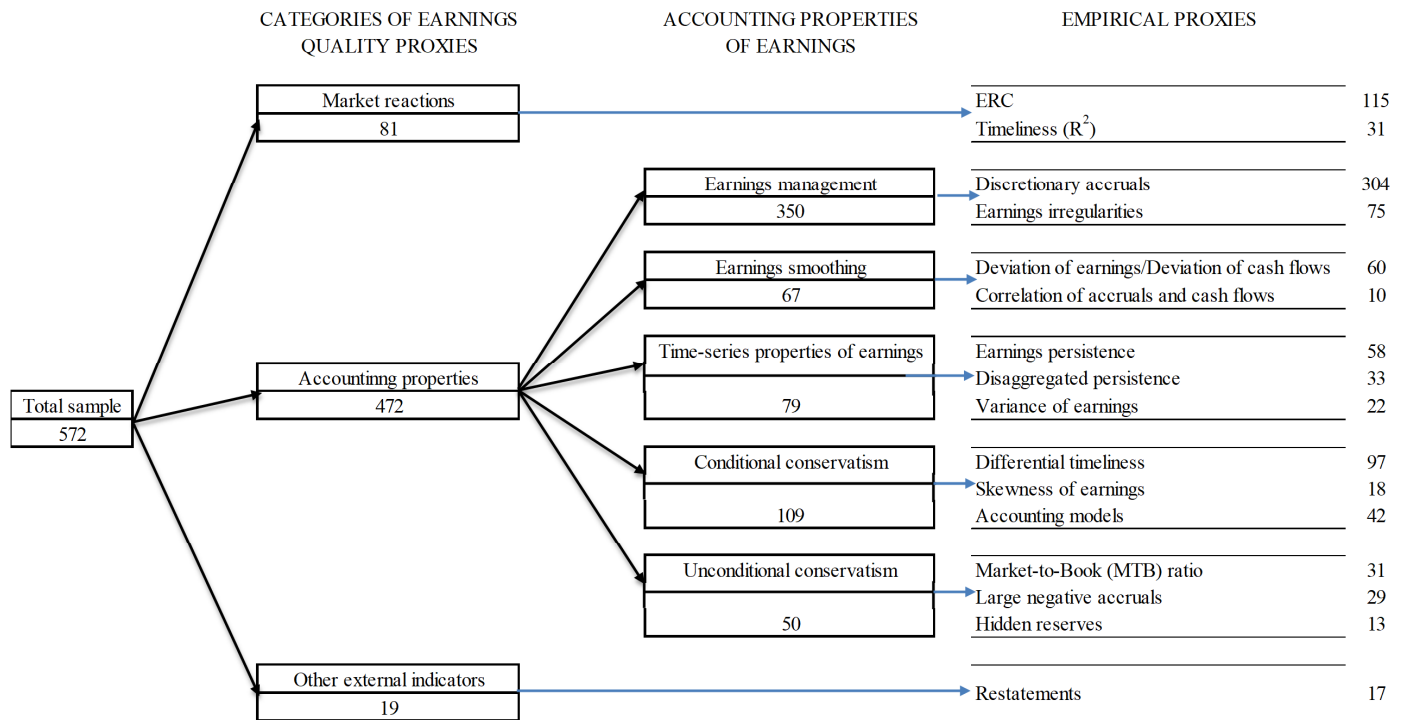 CATEGORIES OF EARNINGS
QUALITY PROXIES
ACCOUNTING PROPERTIES
OF EARNINGS
EMPIRICAL PROXIES
Market reactions
81
ERC 115
Timeliness (R²) 31
Earnings management
350
Discretionary accruals 304
Earnings irregularities 75
Earnings smoothing
67
Deviation of earnings/Deviation of cash flows 60
Correlation of accruals and cash flows 10
Total sample
572
Accountinng properties
472
Time-series properties of earnings
79
Earnings persistence 58
Disaggregated persistence 33
Variance of earnings 22
Conditional conservatism
109
Differential timeliness 97
Skewness of earnings 18
Accounting models 42
Unconditional conservatism
50
Market-to-Book (MTB) ratio 31
Large negative accruals 29
Hidden reserves 13
Other external indicators
19
Restatements 17